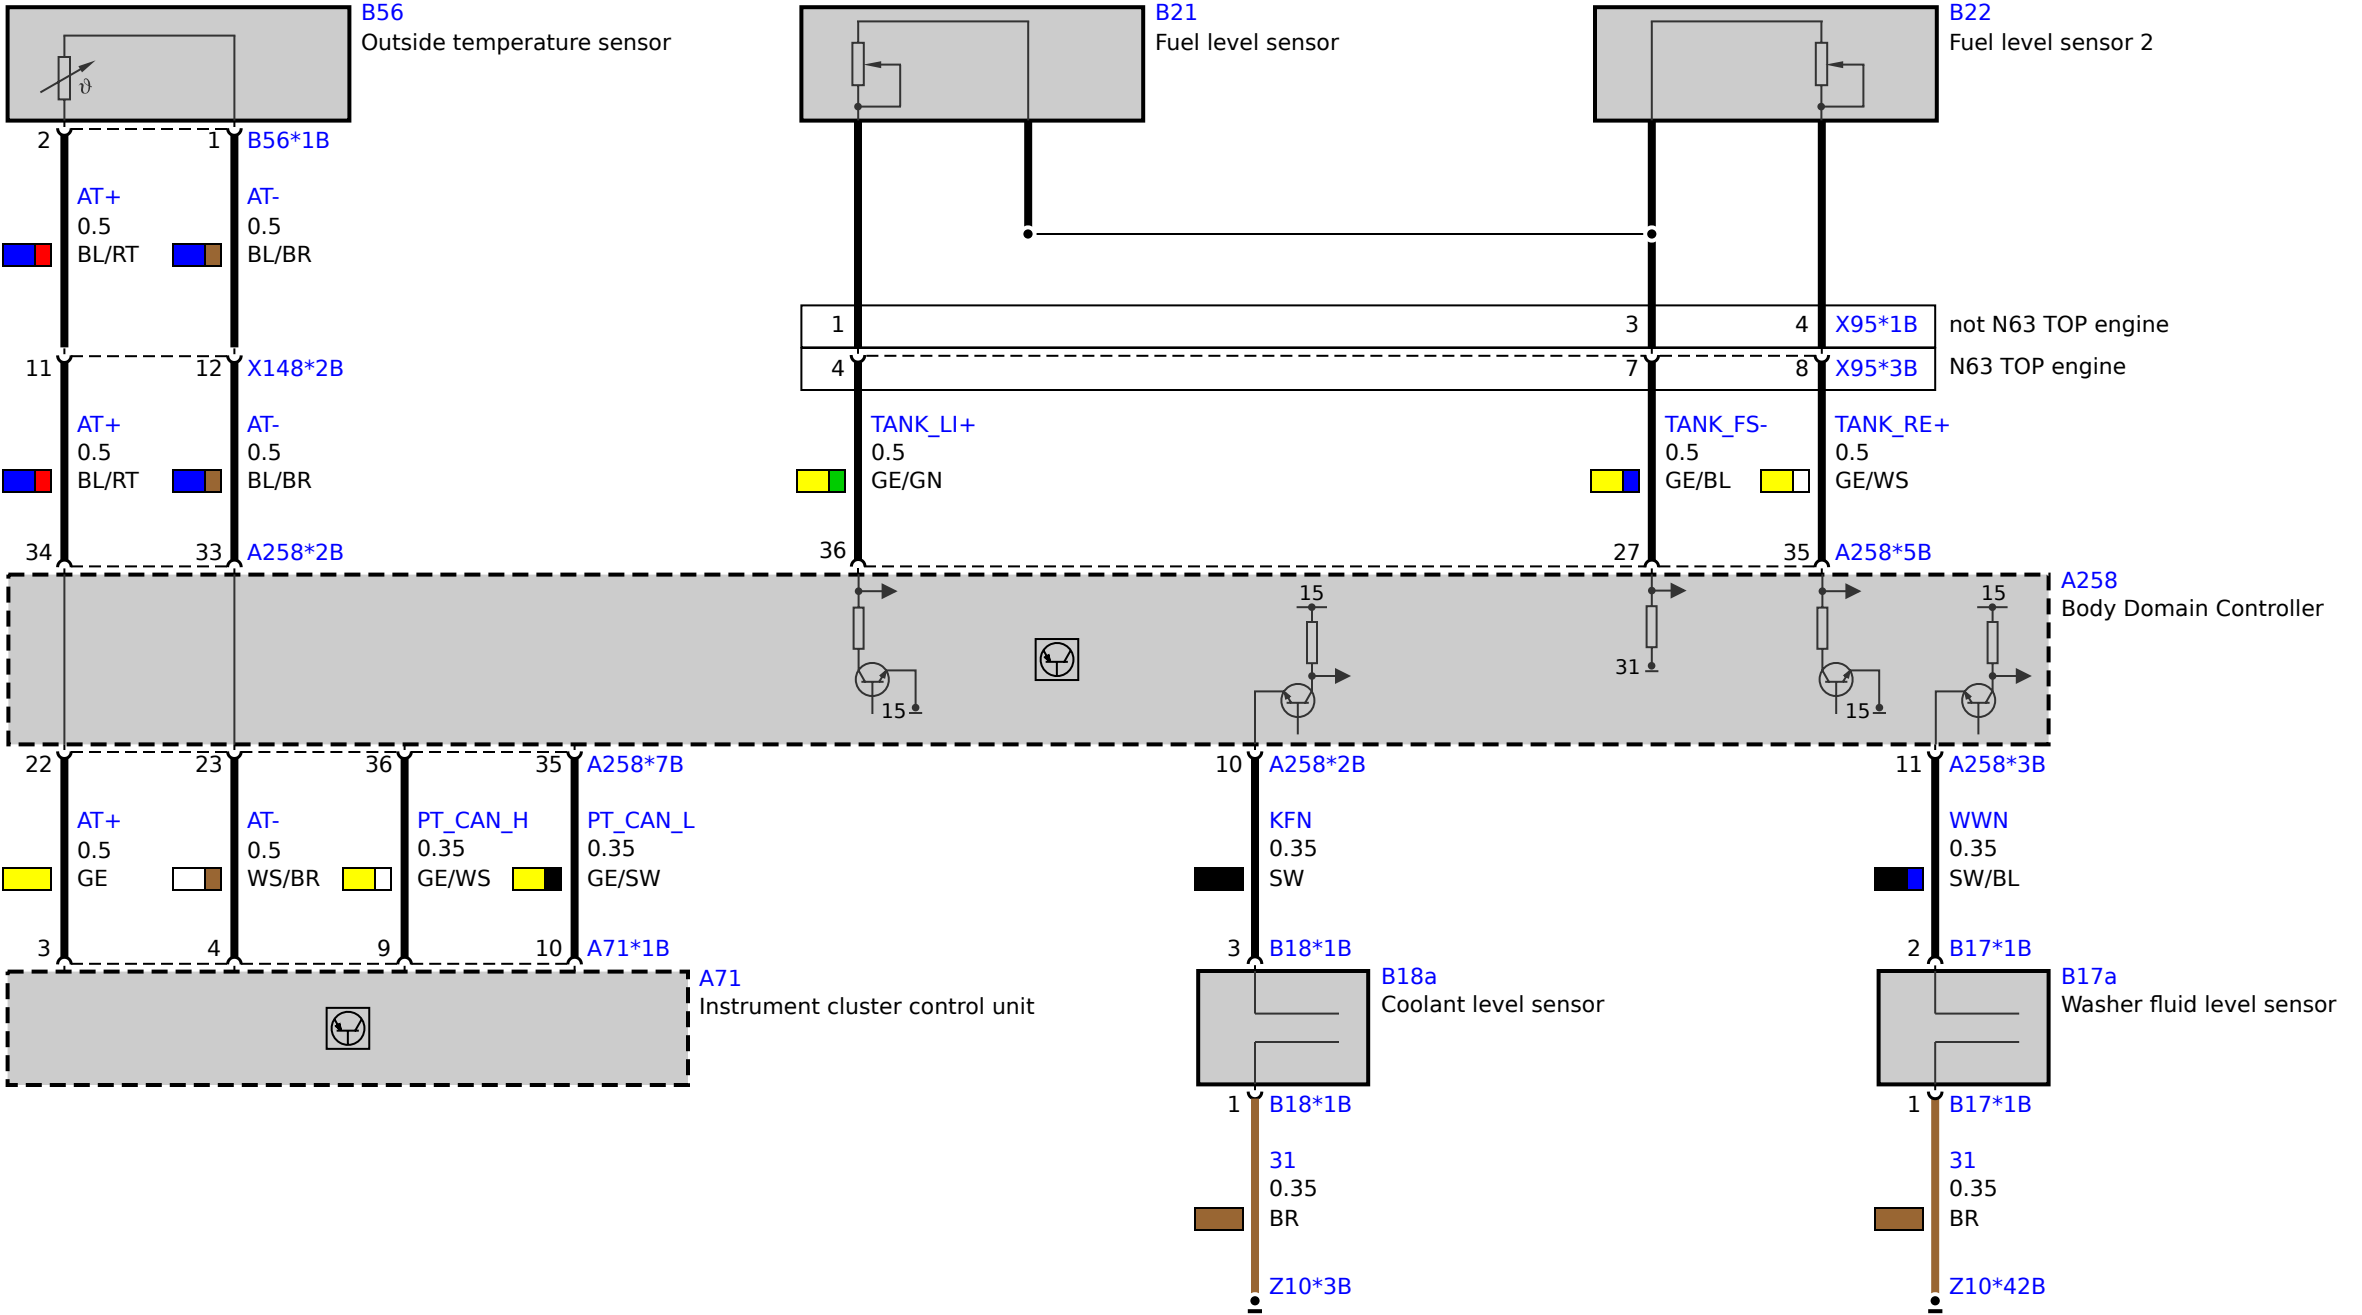 B56
Outside temperature sensor
B21
Fuel level sensor
B22
Fuel level sensor 2
ϑ
2 1 B56*1B
AT+ AT-
0.5 0.5
BL/RT BL/BR
1 3 4 X95*1B not N63 TOP engine
11 12 X148*2B 4 7 8 X95*3B N63 TOP engine
AT+ AT- TANK_LI+ TANK_FS- TANK_RE+
0.5 0.5 0.5 0.5 0.5
BL/RT BL/BR GE/GN GE/BL GE/WS
34 33 A258*2B 36 27 35 A258*5B
A258
Body Domain Controller
15 15
31
15 15
22 23 36 35 A258*7B 10 A258*2B 11 A258*3B
AT+ AT- PT_CAN_H PT_CAN_L KFN WWN
0.5 0.5 0.35 0.35 0.35 0.35
GE WS/BR GE/WS GE/SW SW SW/BL
3 4 9 10 A71*1B 3 B18*1B 2 B17*1B
A71
Instrument cluster control unit
B18a
Coolant level sensor
B17a
Washer fluid level sensor
1 B18*1B 1 B17*1B
31 31
0.35 0.35
BR BR
Z10*3B Z10*42B